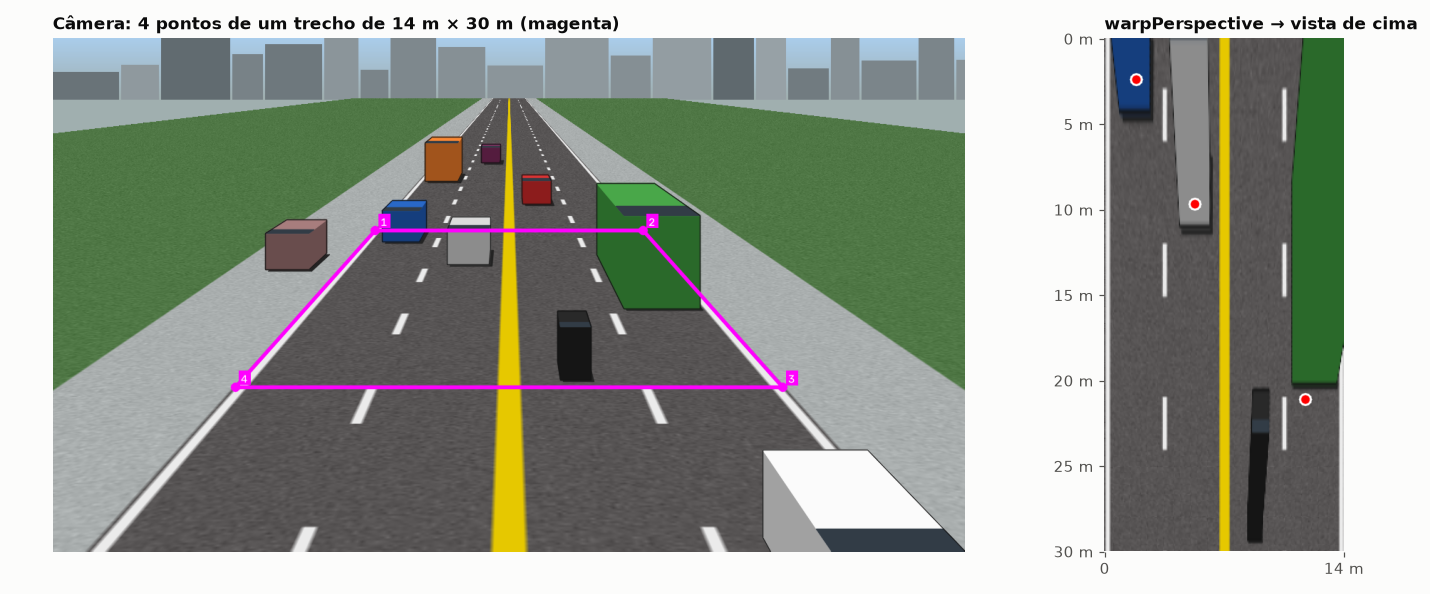 Câmera: 4 pontos de um trecho de 14 m × 30 m (magenta)
1
2
4
3
warpPerspective → vista de cima
0 m
5 m
10 m
15 m
20 m
25 m
30 m
0
14 m